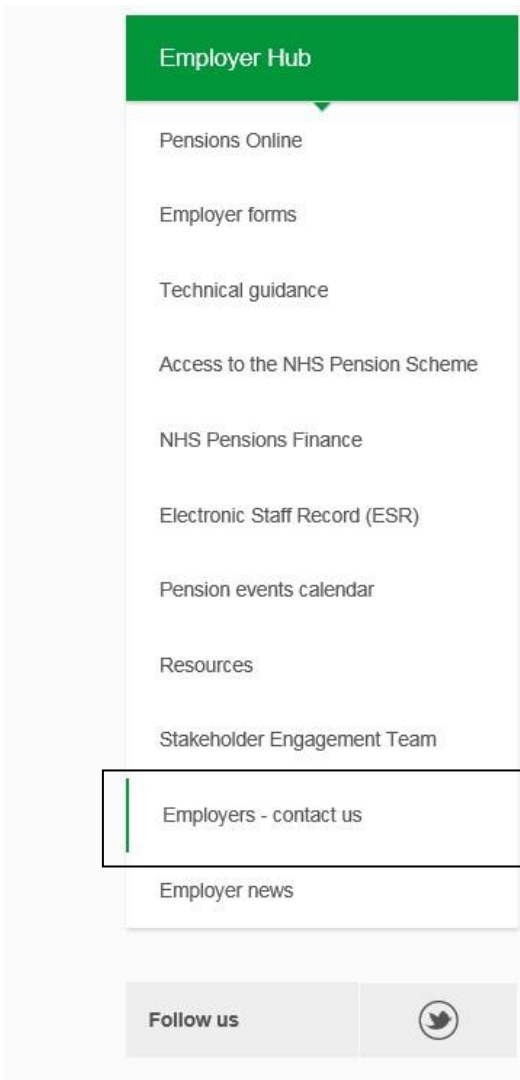 Employer Hub
Pensions Online
Employer forms
Technical guidance
Access to the NHS Pension Scheme
NHS Pensions Finance
Electronic Staff Record (ESR)
Pension events calendar
Resources
Stakeholder Engagement Team
Employers - contact us
Employer news
Follow us